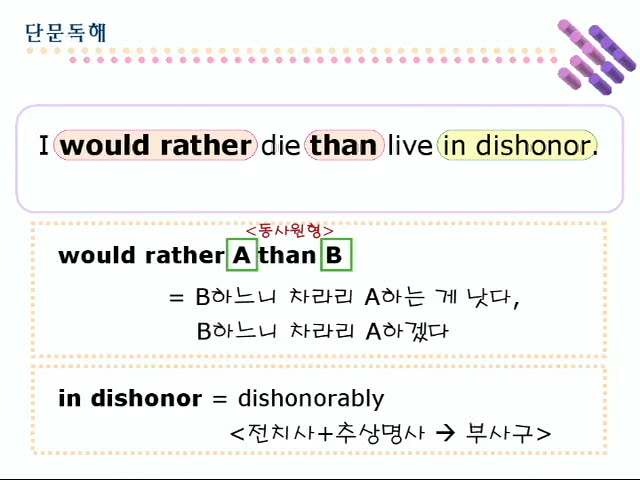 단문독해
I would rather die than live in dishonor.
<동사원형>
would rather A than B
= B하느니 차라리 A하는 게 낫다,
B하느니 차라리 A하겠다
in dishonor = dishonorably
<전치사+추상명사 → 부사구>